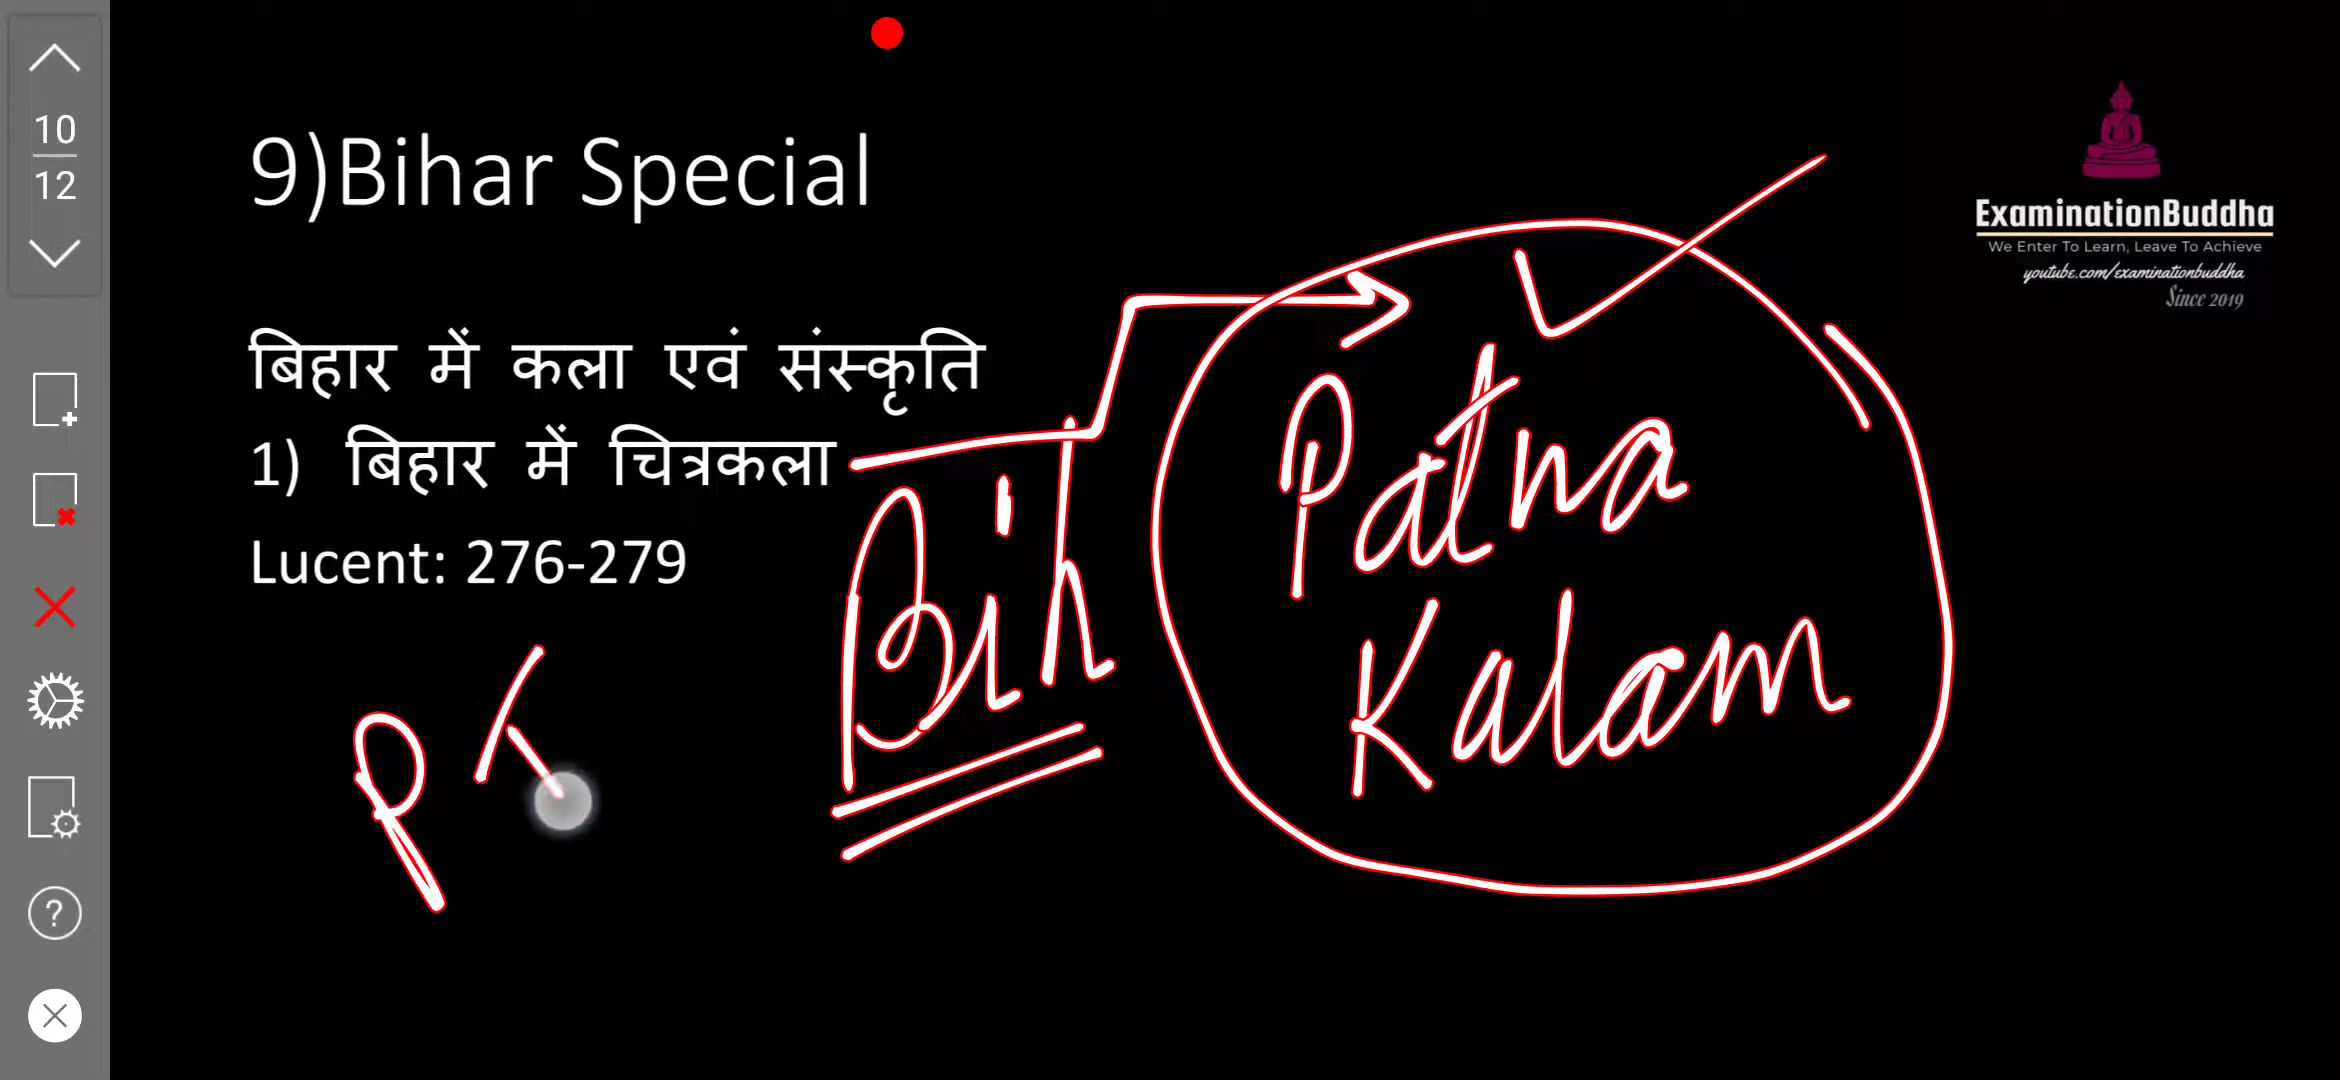 10
12
9)Bihar Special
बिहार में कला एवं संस्कृति
1) बिहार में चित्रकला
Lucent: 276-279
Bih
Patna
Kalam
P
ExaminationBuddha
We Enter To Learn, Leave To Achieve
youtube.com/examinationbuddha
Since 2019
?